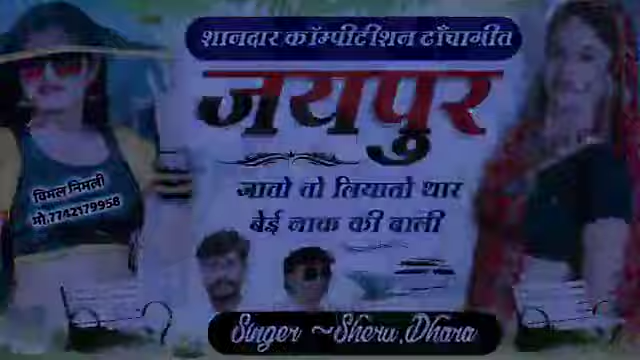 शानदार कॉम्पीटीशन टाँचागीत
जयपुर
जातो तो लियातो थार
बेई नाक की बाली
विमल निमली
मो.7742179958
Singer ~Sheru,Dhara